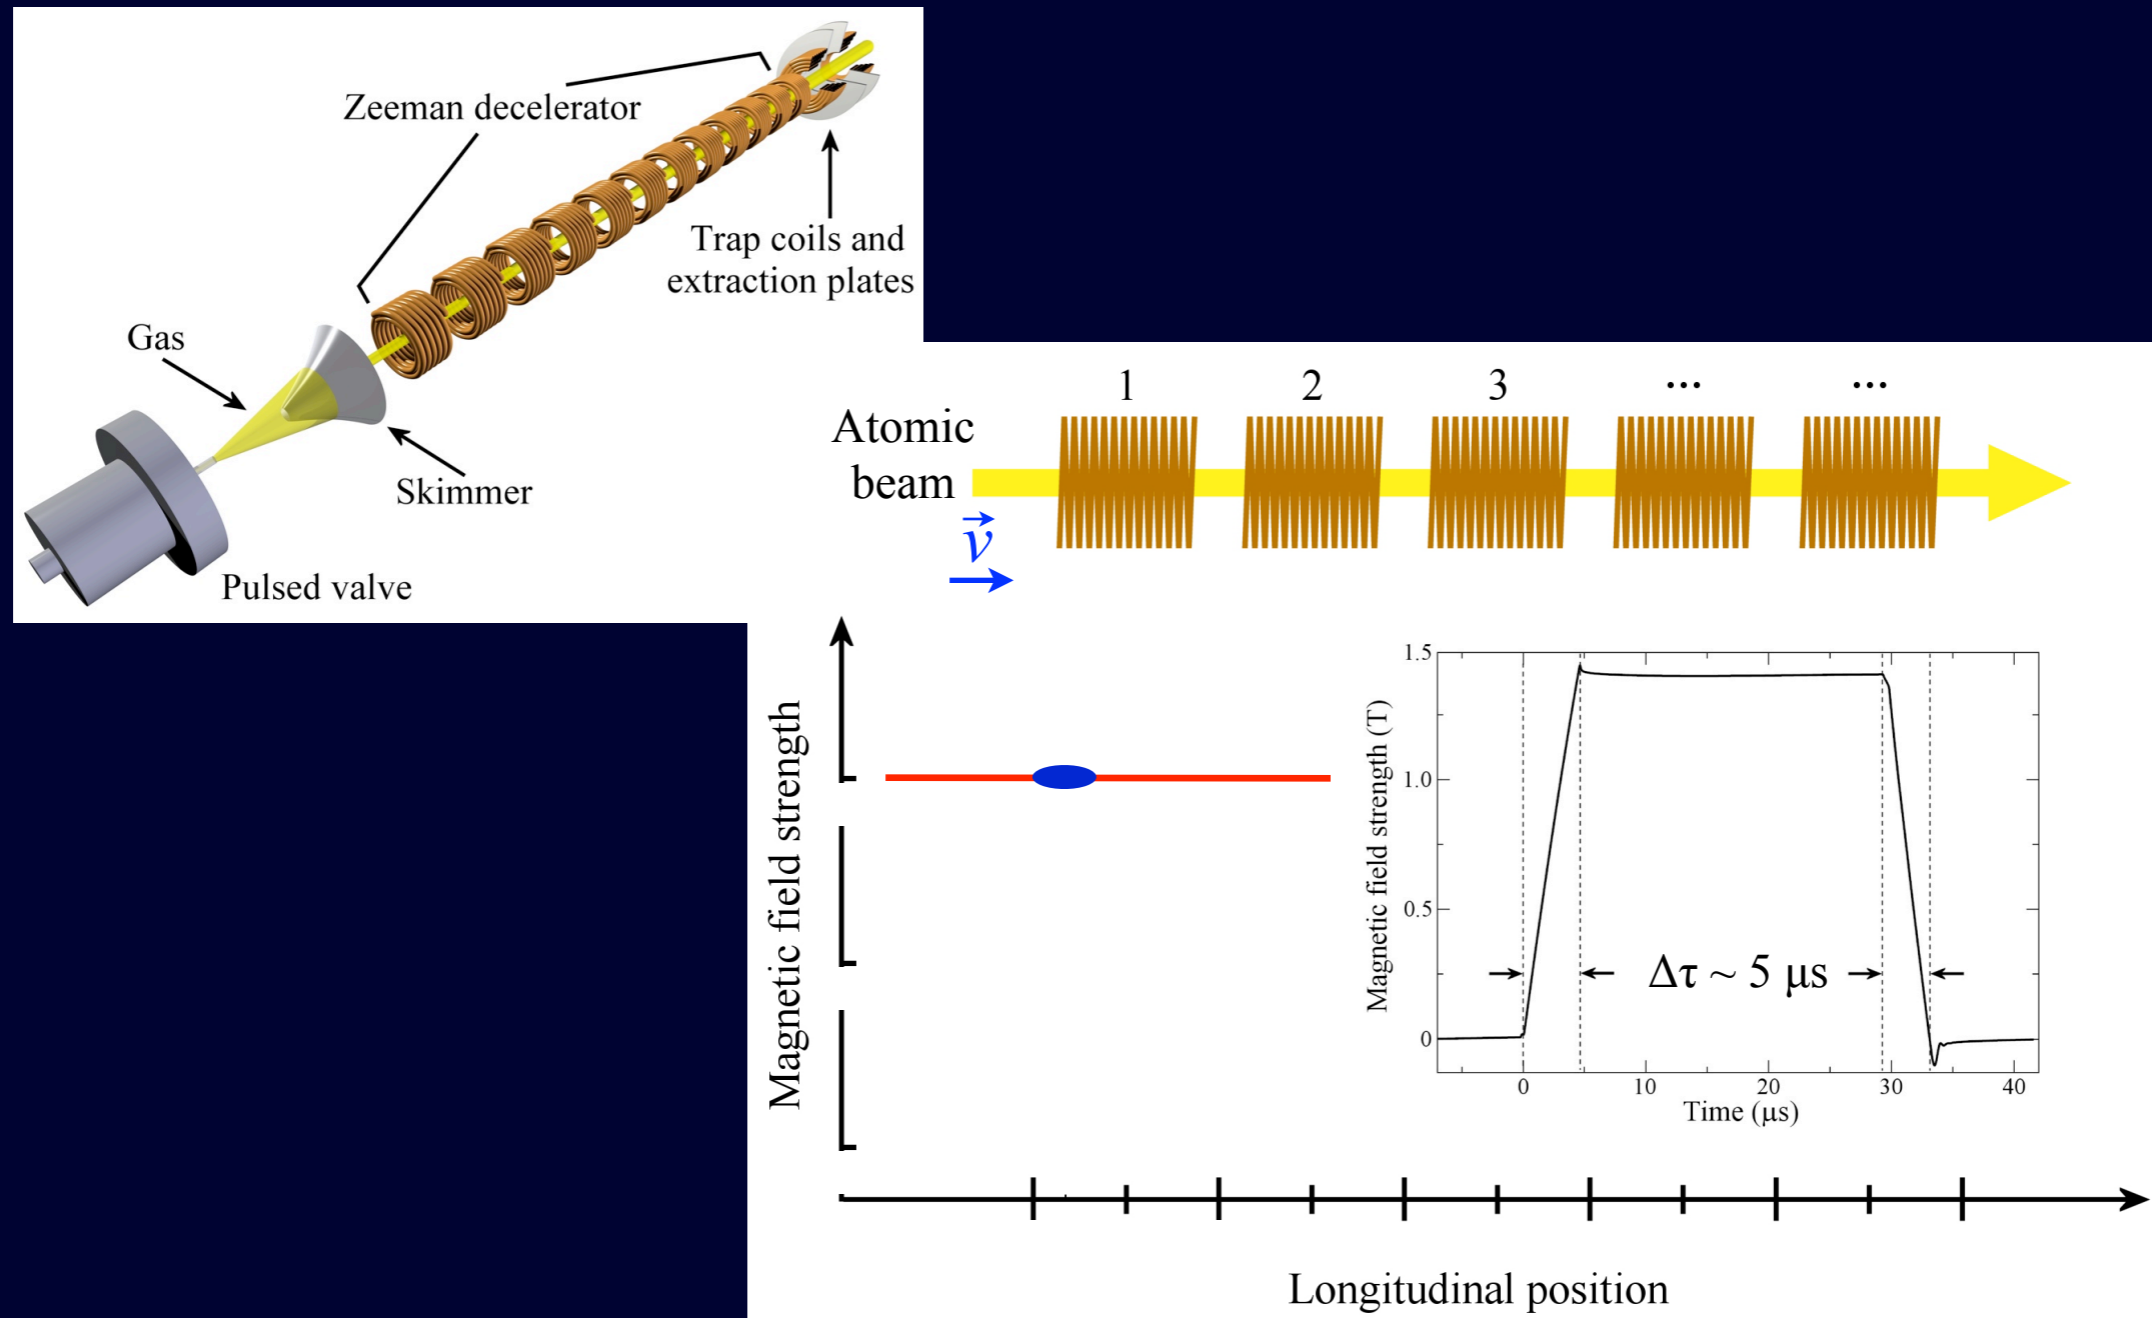 Zeeman decelerator
Trap coils and
extraction plates
Gas
Skimmer
Pulsed valve
1 2 3 ... ...
Atomic
beam
v
Magnetic field strength
Longitudinal position
Magnetic field strength (T)
1.5
1.0
0.5
0
Δτ ~ 5 μs
0 10 20 30 40
Time (μs)